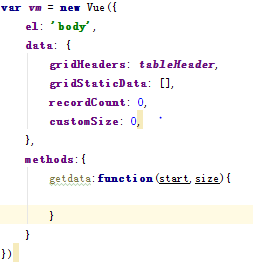 var vm = new Vue({
el: 'body',
data: {
gridHeaders: tableHeader,
gridStaticData: [],
recordCount: 0,
customSize: 0,
},
methods:{
getdata:function(start,size){
}
}
})